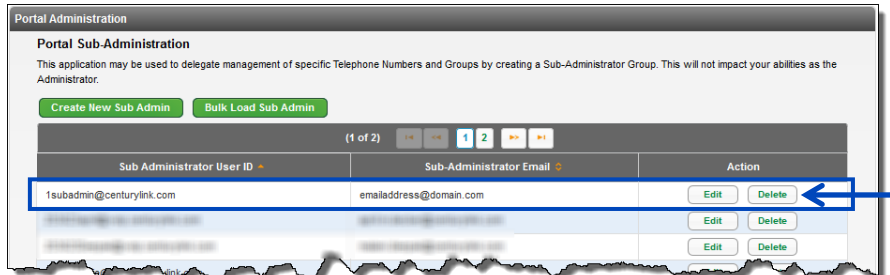 Portal Administration
Portal Sub-Administration
This application may be used to delegate management of specific Telephone Numbers and Groups by creating a Sub-Administrator Group. This will not impact your abilities as the
Administrator.
Create New Sub Admin Bulk Load Sub Admin
(1 of 2) 1 2
Sub Administrator User ID Sub-Administrator Email Action
1subadmin@centurylink.com emailaddress@domain.com Edit Delete
Edit Delete
Edit Delete